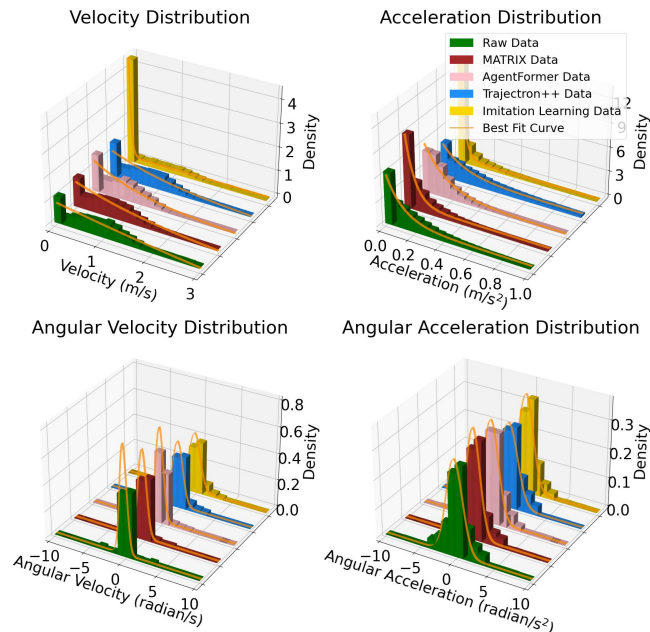 Velocity Distribution
Acceleration Distribution
Raw Data
MATRIX Data
AgentFormer Data
Trajectron++ Data
Imitation Learning Data
Best Fit Curve
4
3
2
1
0
Density
0
1
2
3
Velocity (m/s)
12
9
6
3
0
Density
0.0
0.2
0.4
0.6
0.8
1.0
Acceleration (m/s²)
Angular Velocity Distribution
Angular Acceleration Distribution
0.8
0.6
0.4
0.2
0.0
Density
−10
−5
0
5
10
Angular Velocity (radian/s)
0.3
0.2
0.1
0.0
Density
−10
−5
0
5
10
Angular Acceleration (radian/s²)